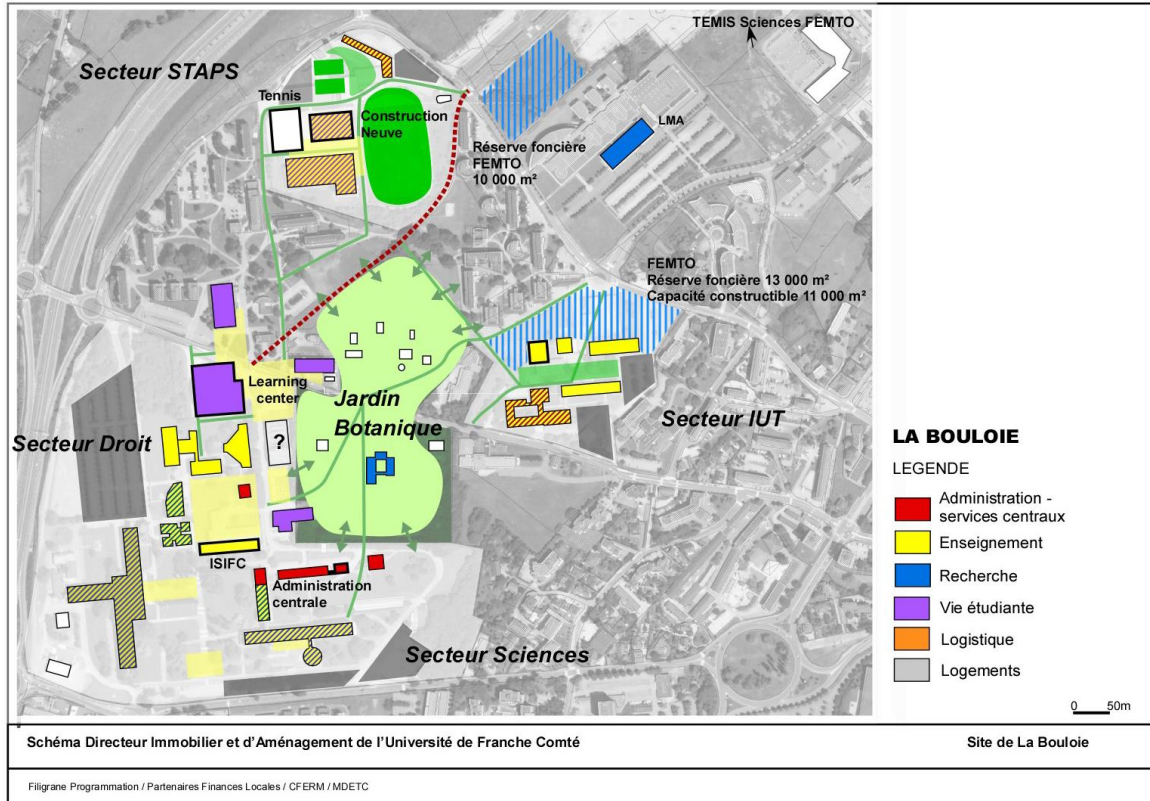 TEMIS Sciences FEMTO
Secteur STAPS
Tennis
Construction
Neuve
LMA
Réserve foncière
FEMTO
10 000 m²
FEMTO
Réserve foncière 13 000 m²
Capacité constructible 11 000 m²
Learning
center
Jardin
Botanique
Secteur IUT
Secteur Droit
?
ISIFC
Administration
centrale
Secteur Sciences
LA BOULOIE
LEGENDE
Administration -
services centraux
Enseignement
Recherche
Vie étudiante
Logistique
Logements
0 50m
Schéma Directeur Immobilier et d'Aménagement de l'Université de Franche Comté
Site de La Bouloie
Filigrane Programmation / Partenaires Finances Locales / CFERM / MDETC